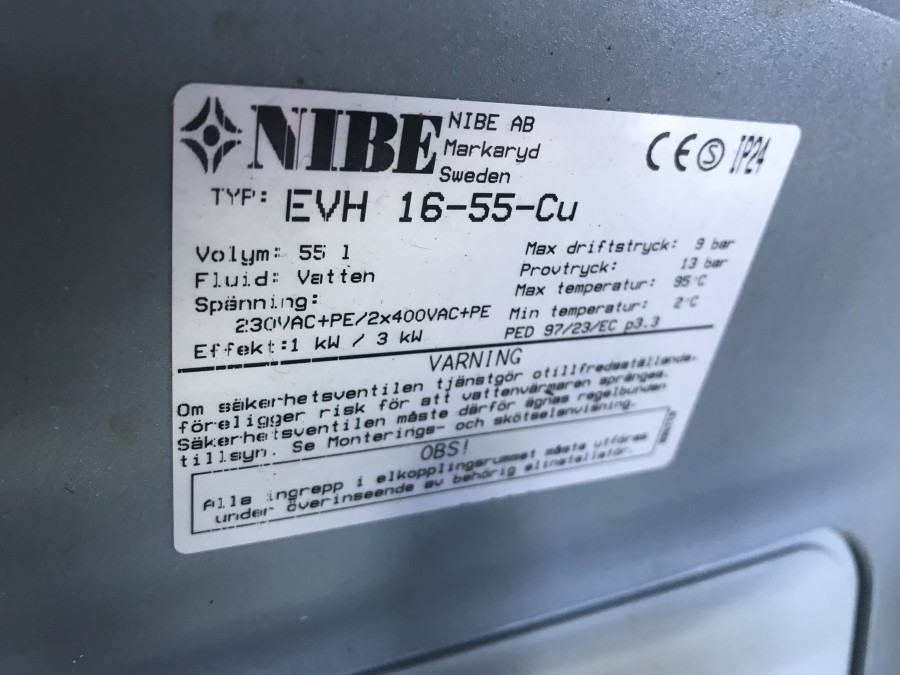 NIBE
NIBE AB
Markaryd
Sweden
CE S IP24
TYP: EVH 16-55-Cu
Volym: 55 l
Fluid: Vatten
Spänning:
230VAC+PE/2x400VAC+PE
Effekt:1 kW / 3 kW
Max driftstryck: 9 bar
Provtryck: 13 bar
Max temperatur: 95°C
Min temperatur: 2°C
PED 97/23/EC p3.3
VARNING
Om säkerhetsventilen tjänstgör otillfredsställande,
föreligger risk för att vattenvärmaren spränges.
Säkerhetsventilen måste därför ägnas regelbunden
tillsyn. Se Monterings- och skötselanvisning.
OBS!
Alla ingrepp i elkopplingsrummet måste utföras
under överinseende av behörig elinstallatör.